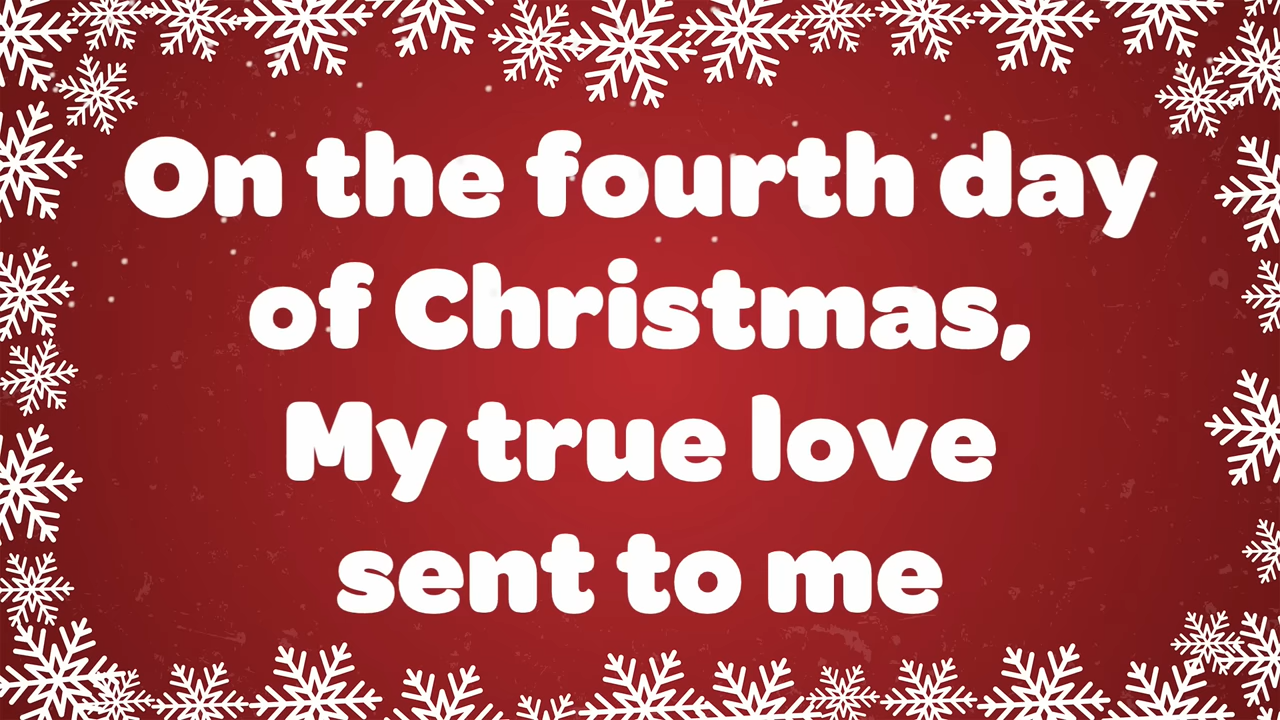 On the fourth day
of Christmas,
My true love
sent to me